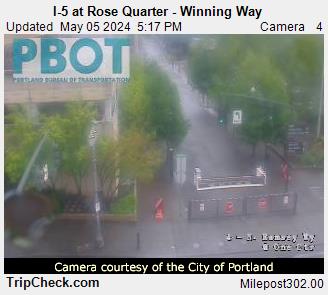 I-5 at Rose Quarter - Winning Way
Updated May 05 2024 5:17 PM Camera 4
PBOT
PORTLAND BUREAU OF TRANSPORTATION
Camera courtesy of the City of Portland
TripCheck.com Milepost302.00